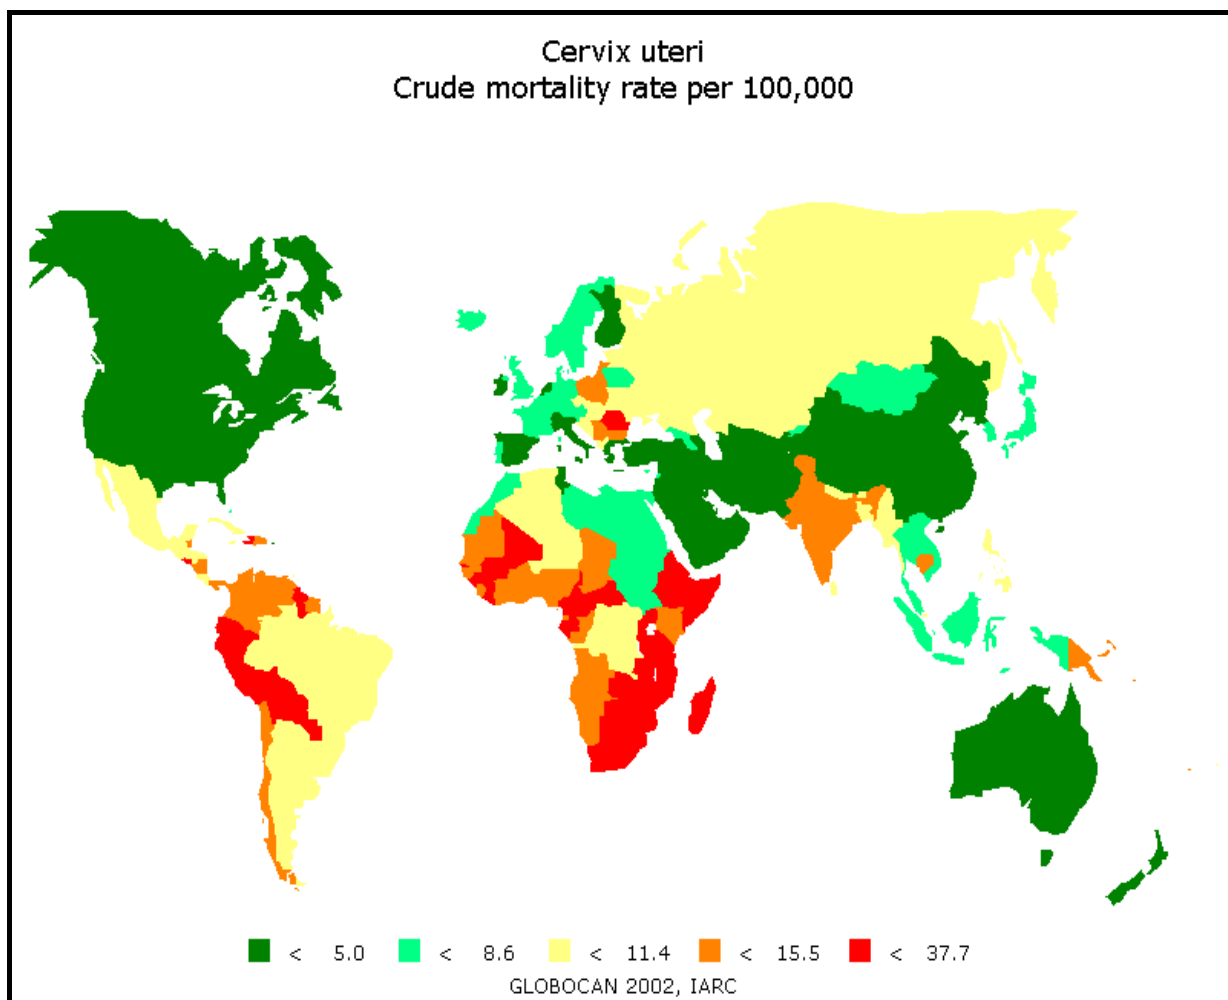 Cervix uteri
Crude mortality rate per 100,000
< 5.0 < 8.6 < 11.4 < 15.5 < 37.7
GLOBOCAN 2002, IARC